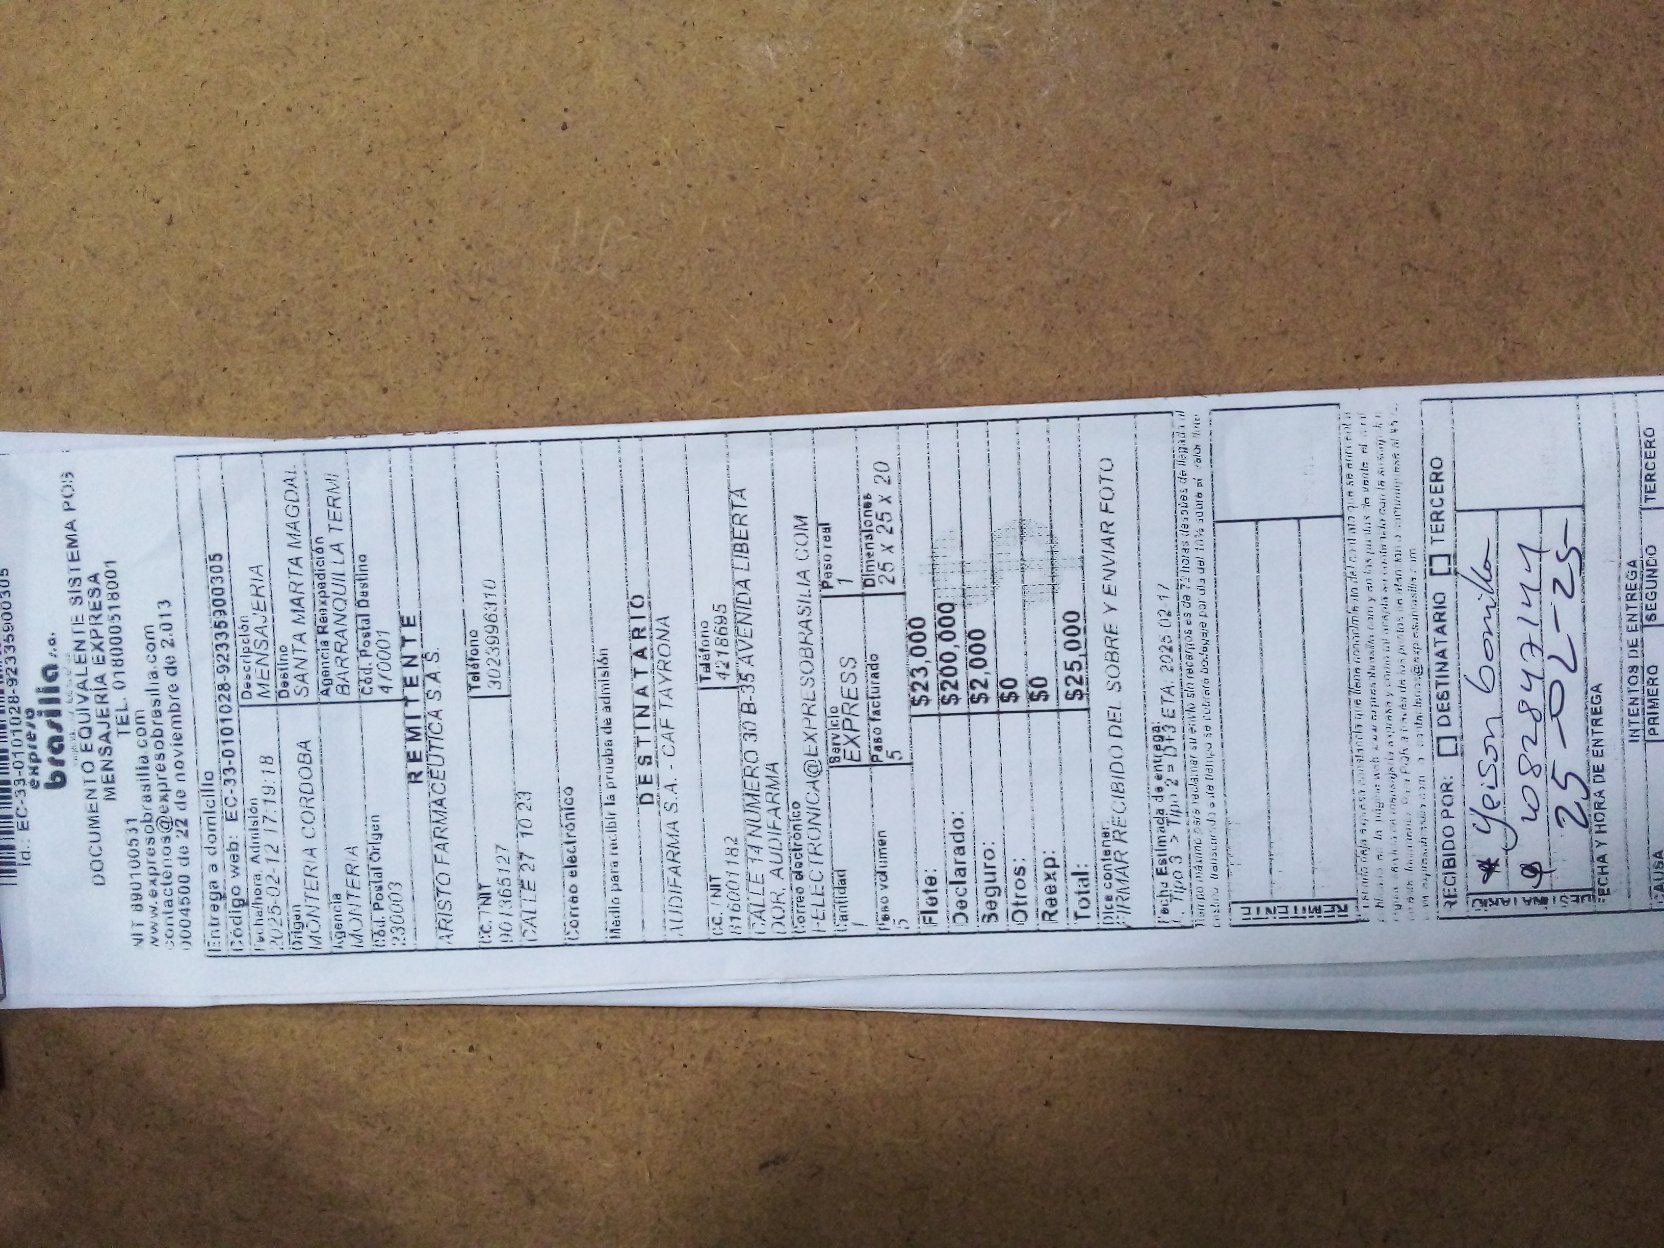 Id.: EC-33-0101028-9233590030305
expreso
brasilia s.a.
DOCUMENTO EQUIVALENTE SISTEMA POS
MENSAJERÍA EXPRESA
TEL. 018000518001
NIT 890100531
www.expresobrasilia.com
contactenos@expresobrasilia.com
0004500 de 22 de noviembre de 2.013
Entrega a domicilio
Código web: EC-33-0101028-92335900305
Fecha/hora Admisión
2025-02-12 17:19:18
Descripción
MENSAJERIA
Origen
MONTERIA CORDOBA
Destino
SANTA MARTA MAGDAL
Agencia
MONTERIA
Agencia Reexpedición
BARRANQUILLA TERMI
Cód. Postal Origen
230003
Cód. Postal Destino
470001
REMITENTE
ARISTO FARMACEUTICA S.A.S.
CC. / NIT
901365127
Teléfono
3023996310
CALLE 27 10 23
Correo electrónico
Medio para recibir la prueba de admisión
DESTINATARIO
AUDIFARMA S.A. - CAF TAYRONA
CC. / NIT
816001182
Teléfono
4218695
CALLE 14 NUMERO 30 B-35 AVENIDA LIBERTA
DOR, AUDIFARMA
Correo electrónico
F-ELECTRONICA@EXPRESOBRASILIA.COM
Cantidad
1
Servicio
EXPRESS
Peso real
1
Peso volumen
5
Peso facturado
5
Dimensiones
25 X 25 X 20
Flete: $23,000
Declarado: $200,000
Seguro: $2,000
Otros: $0
Reexp: $0
Total: $25,000
Dice contener:
FIRMAR RECIBIDO DEL SOBRE Y ENVIAR FOTO
Fecha Estimada de entrega:
RECIBIDO POR: DESTINATARIO TERCERO
Yeison Bonilla
1082847144
25-02-25
FECHA Y HORA DE ENTREGA
INTENTOS DE ENTREGA
PRIMERO SEGUNDO TERCERO
CAUSA